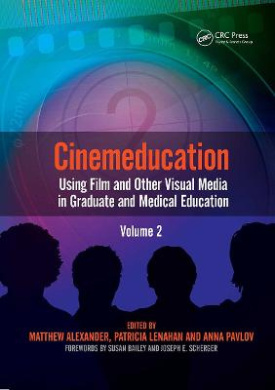 CRC Press
Taylor & Francis Group
2
Cinemeducation
Using Film and Other Visual Media
in Graduate and Medical Education
Volume 2
EDITED BY
MATTHEW ALEXANDER, PATRICIA LENAHAN AND ANNA PAVLOV
FOREWORDS BY SUSAN BAILEY AND JOSEPH E. SCHERGER